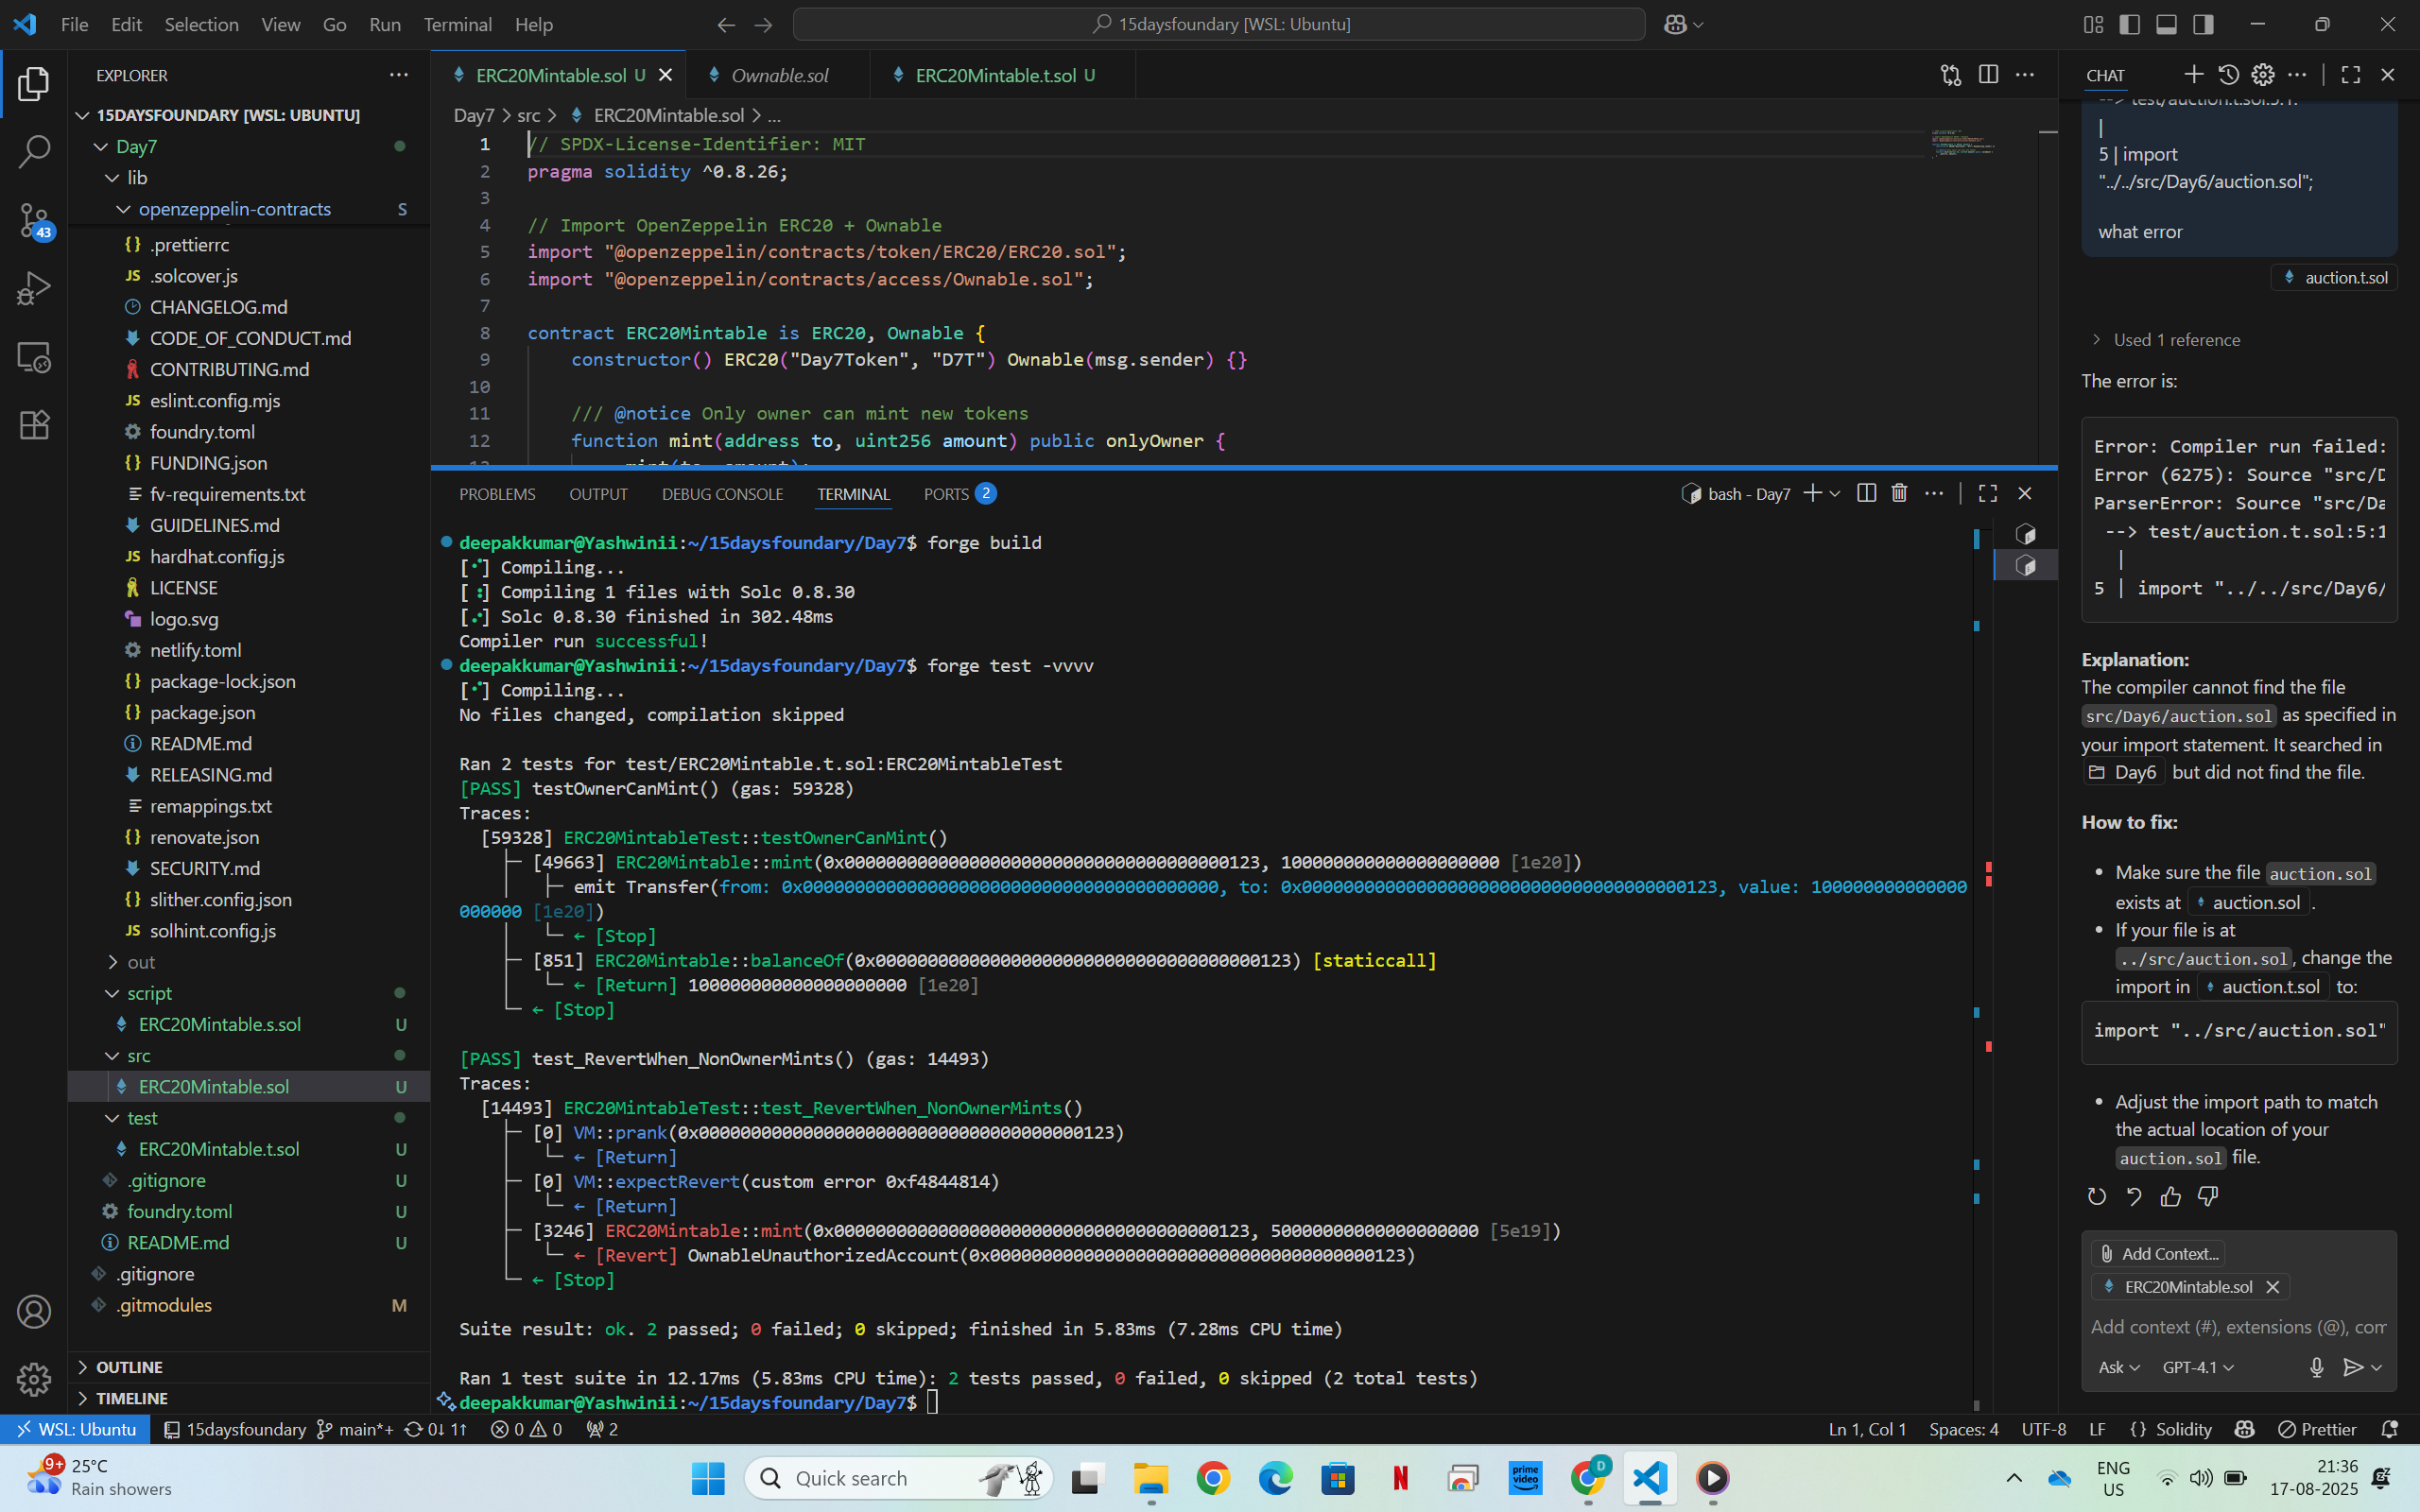 File Edit Selection View Go Run Terminal Help
15daysfoundary [WSL: Ubuntu]
EXPLORER
15DAYSFOUNDARY [WSL: UBUNTU]
Day7
lib
openzeppelin-contracts S
.prettierrc
.solcover.js
CHANGELOG.md
CODE_OF_CONDUCT.md
CONTRIBUTING.md
eslint.config.mjs
foundry.toml
FUNDING.json
fv-requirements.txt
GUIDELINES.md
hardhat.config.js
LICENSE
logo.svg
netlify.toml
package-lock.json
package.json
README.md
RELEASING.md
remappings.txt
renovate.json
SECURITY.md
slither.config.json
solhint.config.js
out
script
ERC20Mintable.s.sol U
src
ERC20Mintable.sol U
test
ERC20Mintable.t.sol U
.gitignore U
foundry.toml U
README.md U
.gitignore
.gitmodules M
OUTLINE
TIMELINE
43
ERC20Mintable.sol U
Ownable.sol
ERC20Mintable.t.sol U
Day7 > src > ERC20Mintable.sol > ...
1 // SPDX-License-Identifier: MIT
2 pragma solidity ^0.8.26;
3
4 // Import OpenZeppelin ERC20 + Ownable
5 import "@openzeppelin/contracts/token/ERC20/ERC20.sol";
6 import "@openzeppelin/contracts/access/Ownable.sol";
7
8 contract ERC20Mintable is ERC20, Ownable {
9 constructor() ERC20("Day7Token", "D7T") Ownable(msg.sender) {}
10
11 /// @notice Only owner can mint new tokens
12 function mint(address to, uint256 amount) public onlyOwner {
13 _mint(to, amount);
PROBLEMS OUTPUT DEBUG CONSOLE TERMINAL PORTS 2
bash - Day7
deepakkumar@Yashwinii:~/15daysfoundary/Day7$ forge build
[⠊] Compiling...
[⠸] Compiling 1 files with Solc 0.8.30
[⠔] Solc 0.8.30 finished in 302.48ms
Compiler run successful!
deepakkumar@Yashwinii:~/15daysfoundary/Day7$ forge test -vvvv
[⠊] Compiling...
No files changed, compilation skipped
Ran 2 tests for test/ERC20Mintable.t.sol:ERC20MintableTest
[PASS] testOwnerCanMint() (gas: 59328)
Traces:
[59328] ERC20MintableTest::testOwnerCanMint()
├─ [49663] ERC20Mintable::mint(0x0000000000000000000000000000000000000123, 100000000000000000000 [1e20])
│ ├─ emit Transfer(from: 0x0000000000000000000000000000000000000000, to: 0x0000000000000000000000000000000000000123, value: 100000000000000
000000 [1e20])
│ └─ ← [Stop]
├─ [851] ERC20Mintable::balanceOf(0x0000000000000000000000000000000000000123) [staticcall]
│ └─ ← [Return] 100000000000000000000 [1e20]
└─ ← [Stop]
[PASS] test_RevertWhen_NonOwnerMints() (gas: 14493)
Traces:
[14493] ERC20MintableTest::test_RevertWhen_NonOwnerMints()
├─ [0] VM::prank(0x0000000000000000000000000000000000000123)
│ └─ ← [Return]
├─ [0] VM::expectRevert(custom error 0xf4844814)
│ └─ ← [Return]
├─ [3246] ERC20Mintable::mint(0x0000000000000000000000000000000000000123, 50000000000000000000 [5e19])
│ └─ ← [Revert] OwnableUnauthorizedAccount(0x0000000000000000000000000000000000000123)
└─ ← [Stop]
Suite result: ok. 2 passed; 0 failed; 0 skipped; finished in 5.83ms (7.28ms CPU time)
Ran 1 test suite in 12.17ms (5.83ms CPU time): 2 tests passed, 0 failed, 0 skipped (2 total tests)
deepakkumar@Yashwinii:~/15daysfoundary/Day7$
CHAT
--> test/auction.t.sol:5:1:
|
5 | import
"../../src/Day6/auction.sol";
what error
auction.t.sol
Used 1 reference
The error is:
Error: Compiler run failed:
Error (6275): Source "src/D
ParserError: Source "src/Da
--> test/auction.t.sol:5:1
|
5 | import "../../src/Day6/
Explanation:
The compiler cannot find the file
src/Day6/auction.sol as specified in
your import statement. It searched in
Day6 but did not find the file.
How to fix:
• Make sure the file auction.sol
exists at auction.sol .
• If your file is at
../src/auction.sol, change the
import in auction.t.sol to:
import "../src/auction.sol"
• Adjust the import path to match
the actual location of your
auction.sol file.
Add Context...
ERC20Mintable.sol
Add context (#), extensions (@), com
Ask GPT-4.1
WSL: Ubuntu 15daysfoundary main*+ 0↓ 1↑ 0 0 2
Ln 1, Col 1 Spaces: 4 UTF-8 LF {} Solidity Prettier
9+ 25°C
Rain showers
Quick search
N
prime video
D
ENG
US
21:36
17-08-2025